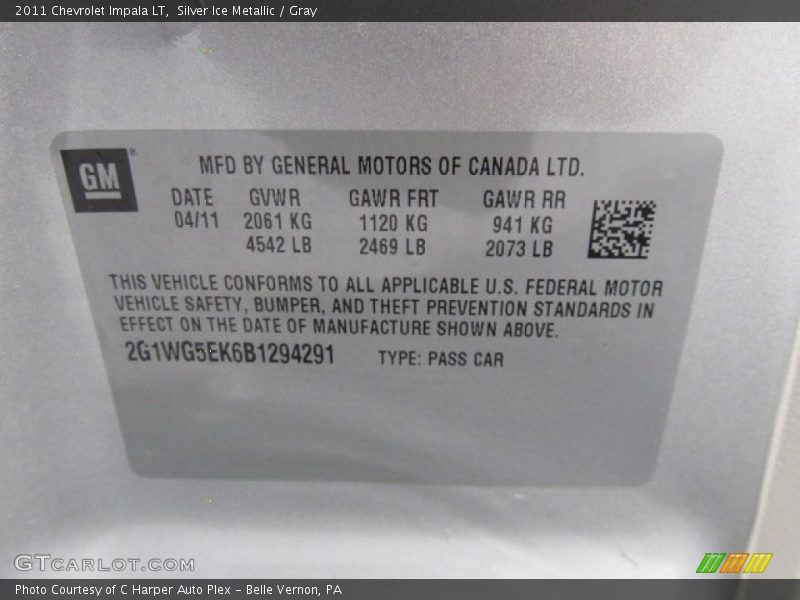 2011 Chevrolet Impala LT, Silver Ice Metallic / Gray
GM
MFD BY GENERAL MOTORS OF CANADA LTD.
DATE GVWR GAWR FRT GAWR RR
04/11 2061 KG 1120 KG 941 KG
4542 LB 2469 LB 2073 LB
THIS VEHICLE CONFORMS TO ALL APPLICABLE U.S. FEDERAL MOTOR
VEHICLE SAFETY, BUMPER, AND THEFT PREVENTION STANDARDS IN
EFFECT ON THE DATE OF MANUFACTURE SHOWN ABOVE.
2G1WG5EK6B1294291 TYPE: PASS CAR
GTCARLOT.COM
Photo Courtesy of C Harper Auto Plex – Belle Vernon, PA